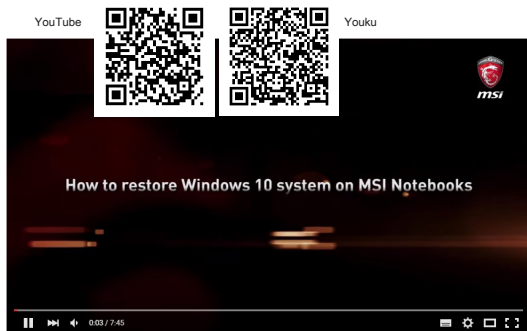 YouTube
Youku
msi
How to restore Windows 10 system on MSI Notebooks
0:03 / 7:45